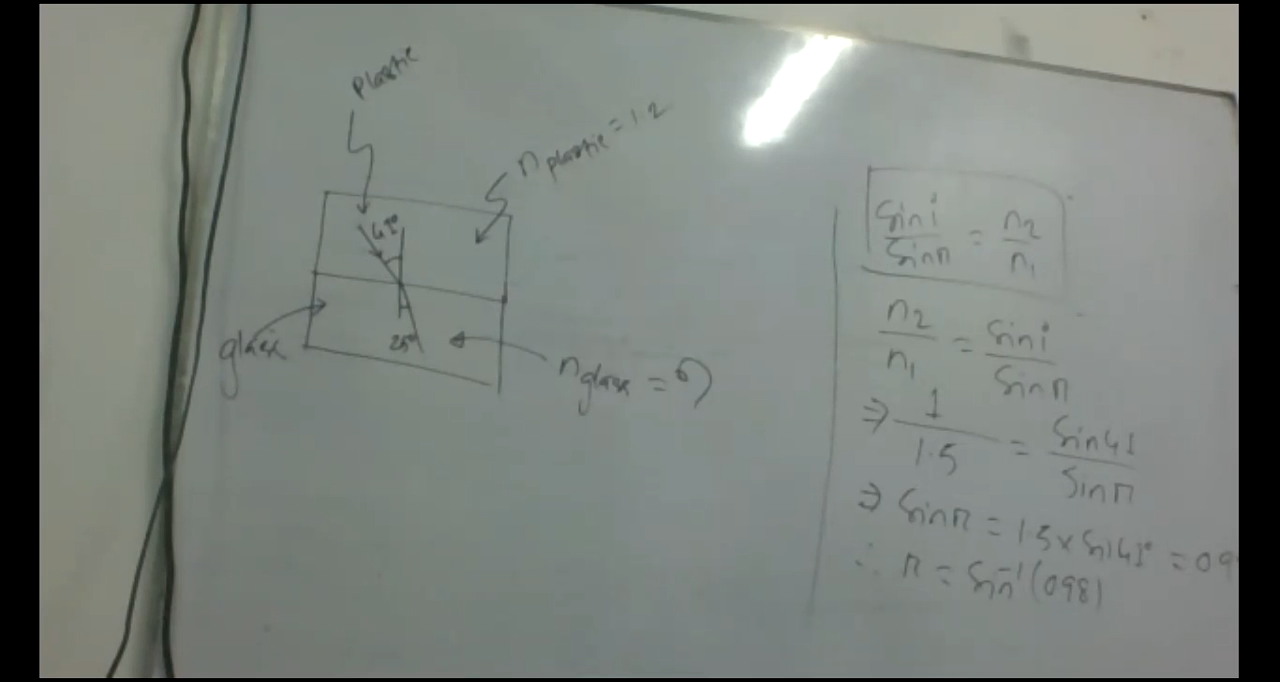 Plastic
n plastic = 1.2
41°
25°
glass
n glass = ?
sin i / sin r = n2 / n1
n2 / n1 = sin i / sin r
⇒ 1 / 1.5 = sin 41 / sin r
⇒ sin r = 1.5 × sin 41° = 0.9
∴ r = sin⁻¹ (0.98)